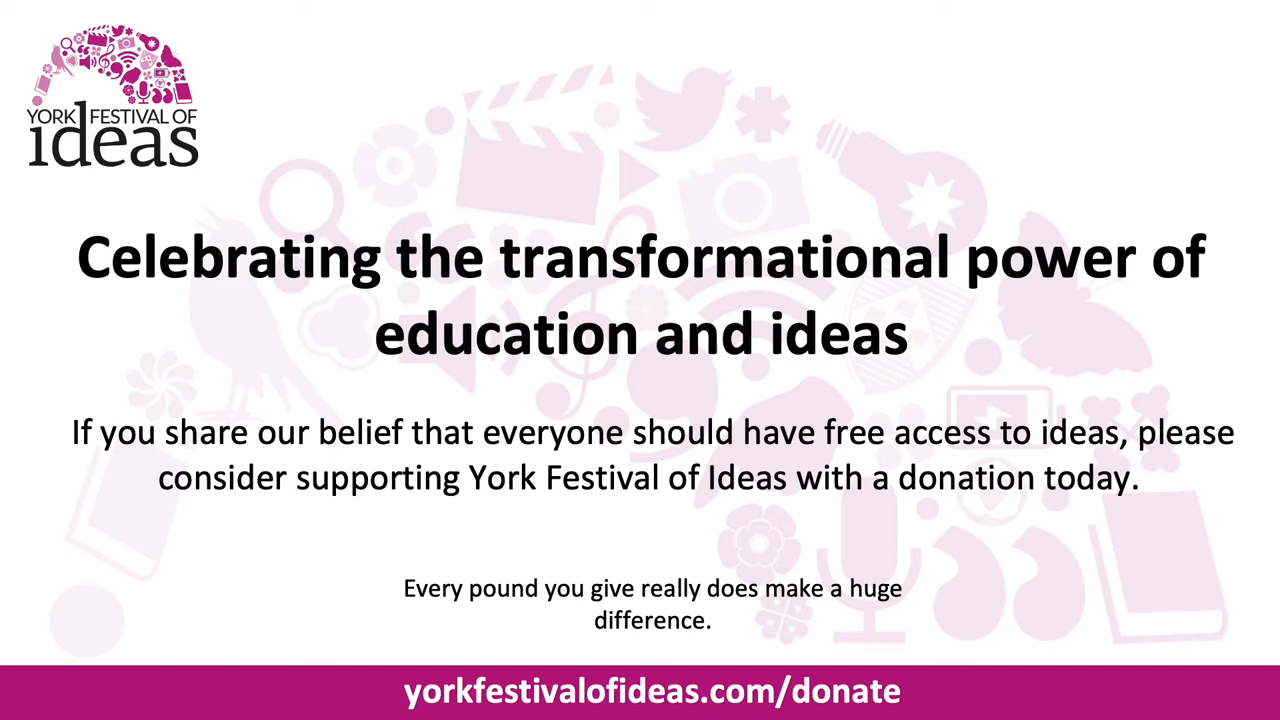 YORK FESTIVAL OF
ideas
Celebrating the transformational power of
education and ideas
If you share our belief that everyone should have free access to ideas, please
consider supporting York Festival of Ideas with a donation today.
Every pound you give really does make a huge
difference.
yorkfestivalofideas.com/donate